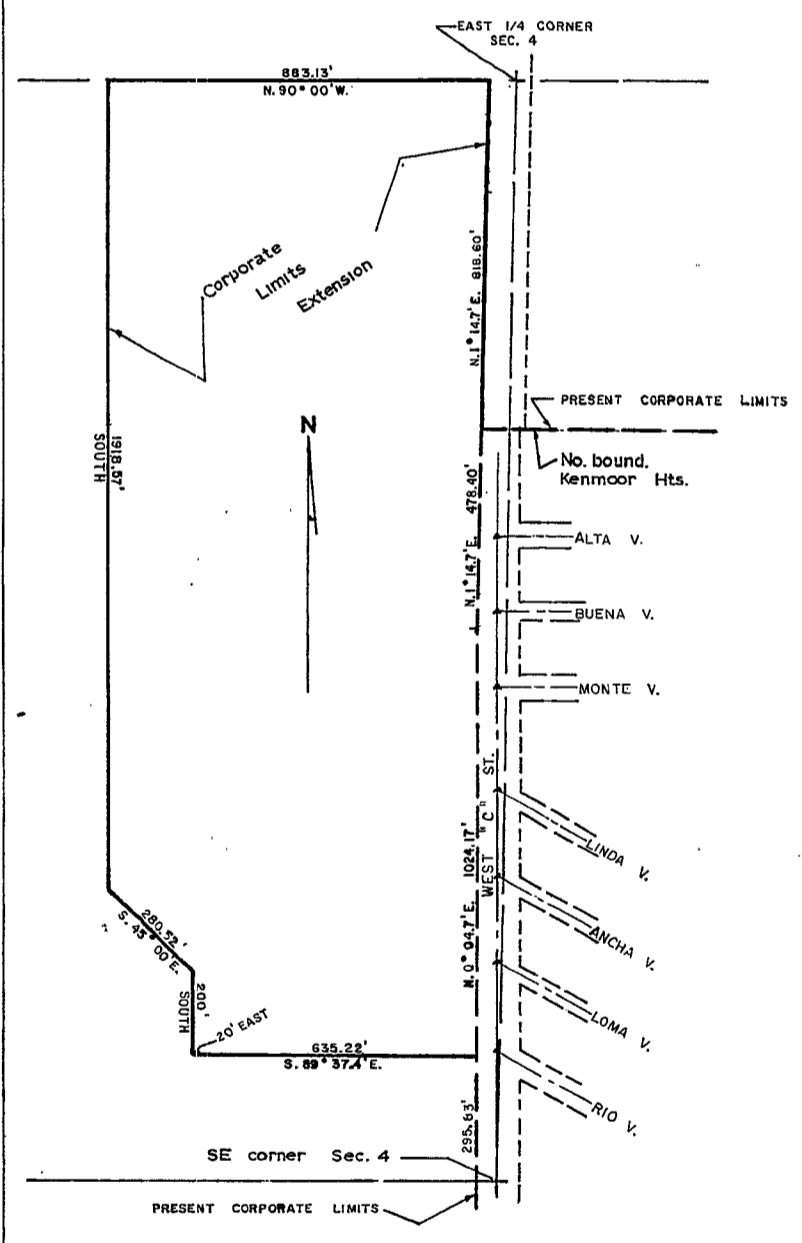 EAST 1/4 CORNER
SEC. 4
883.13'
N. 90° 00' W.
Corporate
Limits
Extension
N. 1° 14.7' E. 818.60'
PRESENT CORPORATE LIMITS
No. bound.
Kenmoor Hts.
N
1918.57'
SOUTH
N. 1° 14.7' E. 478.40'
ALTA V.
BUENA V.
MONTE V.
WEST "C" ST.
N. 0° 04.7' E. 1024.17'
LINDA V.
ANCHA V.
LOMA V.
RIO V.
280.52'
S. 45° 00' E.
200'
SOUTH
20' EAST
635.22'
S. 89° 37.4' E.
295.83'
SE corner Sec. 4
PRESENT CORPORATE LIMITS